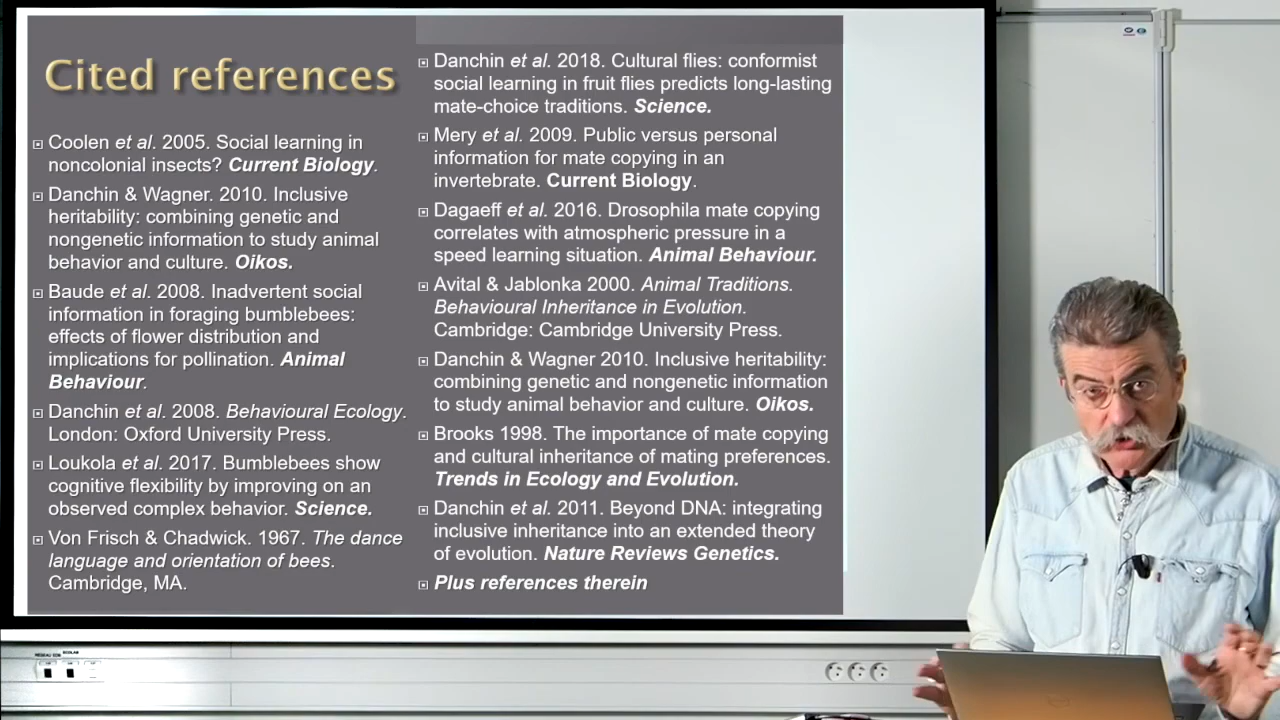 Cited references
Coolen et al. 2005. Social learning in
noncolonial insects? Current Biology.
Danchin & Wagner. 2010. Inclusive
heritability: combining genetic and
nongenetic information to study animal
behavior and culture. Oikos.
Baude et al. 2008. Inadvertent social
information in foraging bumblebees:
effects of flower distribution and
implications for pollination. Animal
Behaviour.
Danchin et al. 2008. Behavioural Ecology.
London: Oxford University Press.
Loukola et al. 2017. Bumblebees show
cognitive flexibility by improving on an
observed complex behavior. Science.
Von Frisch & Chadwick. 1967. The dance
language and orientation of bees.
Cambridge, MA.
Danchin et al. 2018. Cultural flies: conformist
social learning in fruit flies predicts long-lasting
mate-choice traditions. Science.
Mery et al. 2009. Public versus personal
information for mate copying in an
invertebrate. Current Biology.
Dagaeff et al. 2016. Drosophila mate copying
correlates with atmospheric pressure in a
speed learning situation. Animal Behaviour.
Avital & Jablonka 2000. Animal Traditions.
Behavioural Inheritance in Evolution.
Cambridge: Cambridge University Press.
Danchin & Wagner 2010. Inclusive heritability:
combining genetic and nongenetic information
to study animal behavior and culture. Oikos.
Brooks 1998. The importance of mate copying
and cultural inheritance of mating preferences.
Trends in Ecology and Evolution.
Danchin et al. 2011. Beyond DNA: integrating
inclusive inheritance into an extended theory
of evolution. Nature Reviews Genetics.
Plus references therein